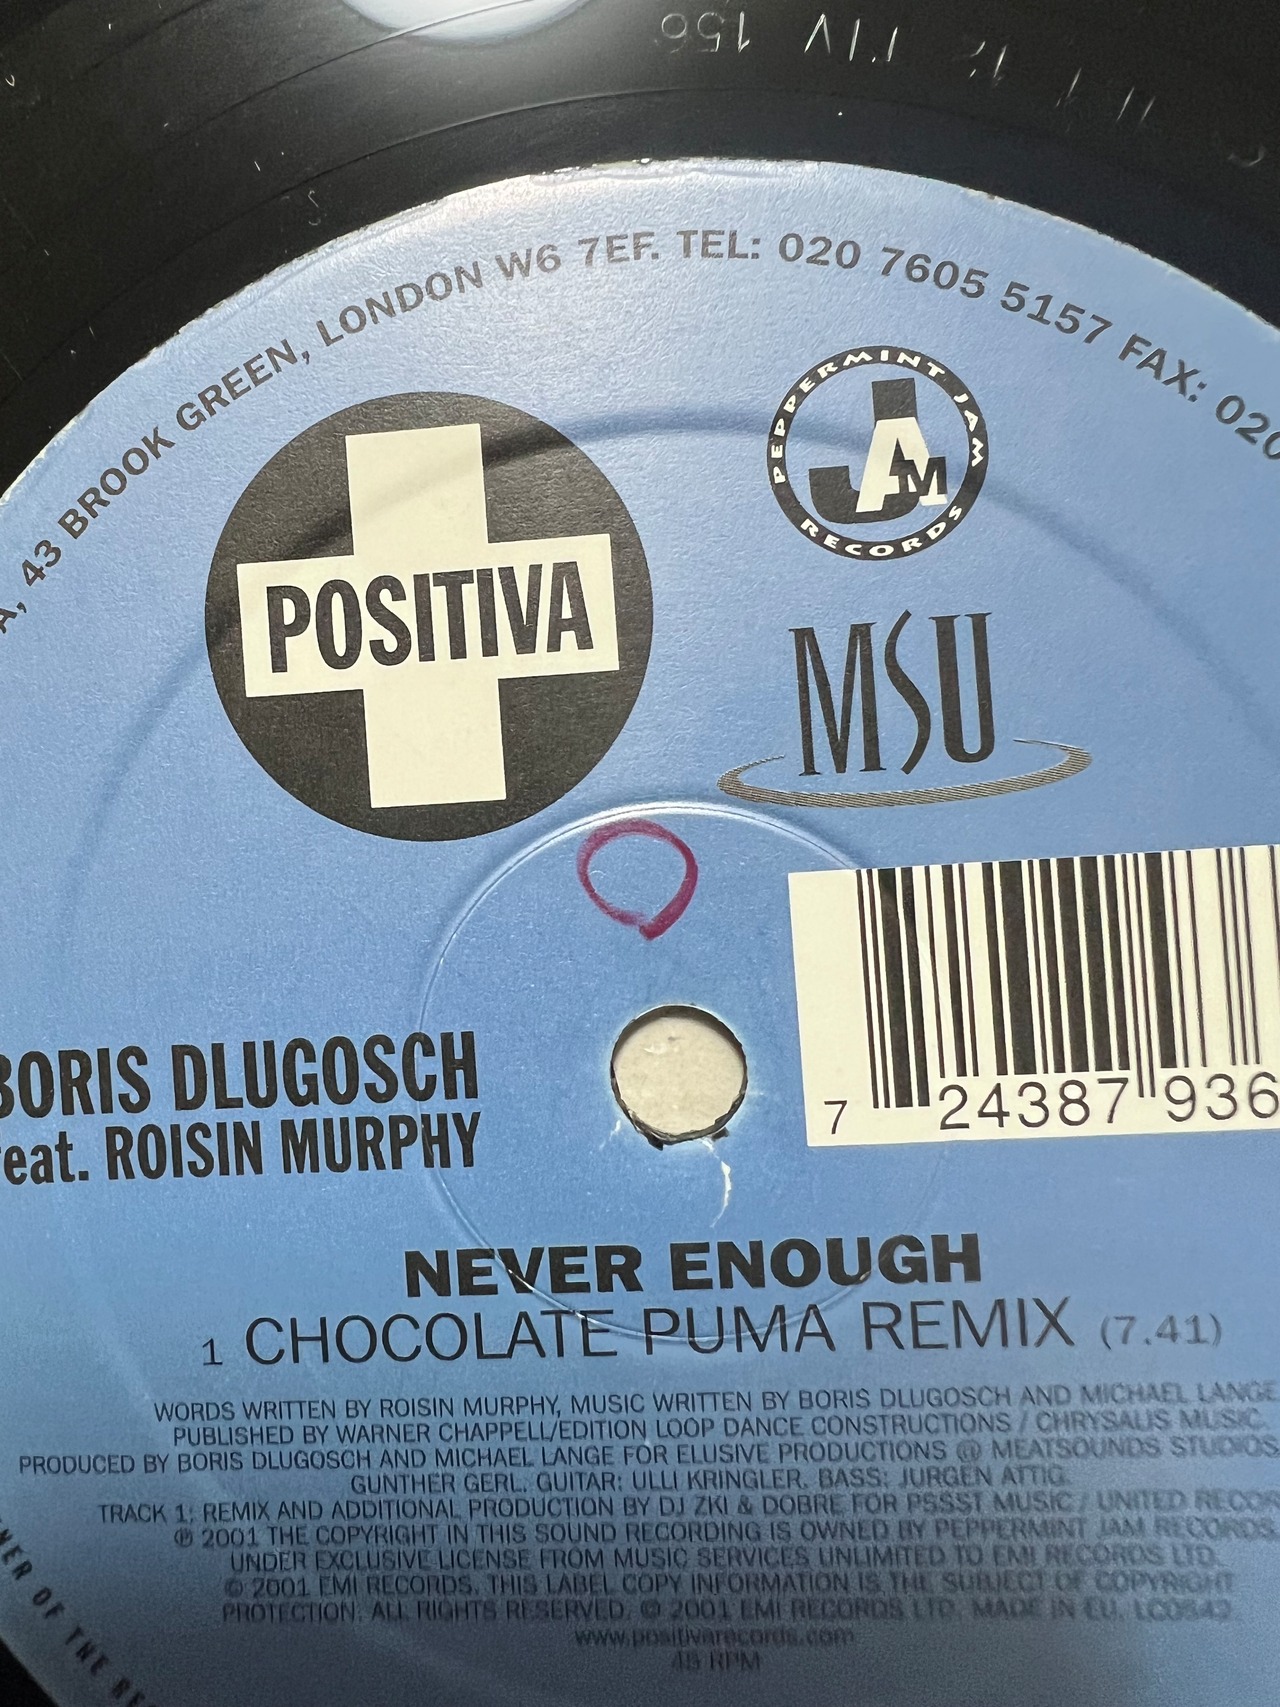 156
A, 43 BROOK GREEN, LONDON W6 7EF. TEL: 020 7605 5157 FAX: 020
PEPPERMINT JAM
JAM
RECORDS
POSITIVA
MSU
7 24387 936
BORIS DLUGOSCH
feat. ROISIN MURPHY
NEVER ENOUGH
1 CHOCOLATE PUMA REMIX (7.41)
WORDS WRITTEN BY ROISIN MURPHY, MUSIC WRITTEN BY BORIS DLUGOSCH AND MICHAEL LANGE
PUBLISHED BY WARNER CHAPPELL/EDITION LOOP DANCE CONSTRUCTIONS / CHRYSALIS MUSIC.
PRODUCED BY BORIS DLUGOSCH AND MICHAEL LANGE FOR ELUSIVE PRODUCTIONS @ MEATSOUNDS STUDIOS
GUNTHER GERL. GUITAR: ULLI KRINGLER. BASS: JURGEN ATTIG.
TRACK 1: REMIX AND ADDITIONAL PRODUCTION BY DJ ZKI & DOBRE FOR PSSST MUSIC / UNITED RECOR
℗ 2001 THE COPYRIGHT IN THIS SOUND RECORDING IS OWNED BY PEPPERMINT JAM RECORDS,
UNDER EXCLUSIVE LICENSE FROM MUSIC SERVICES UNLIMITED TO EMI RECORDS LTD.
© 2001 EMI RECORDS. THIS LABEL COPY INFORMATION IS THE SUBJECT OF COPYRIGHT
PROTECTION. ALL RIGHTS RESERVED. © 2001 EMI RECORDS LTD. MADE IN EU. LC0542
www.positivarecords.com
45 RPM
NER OF THE RE